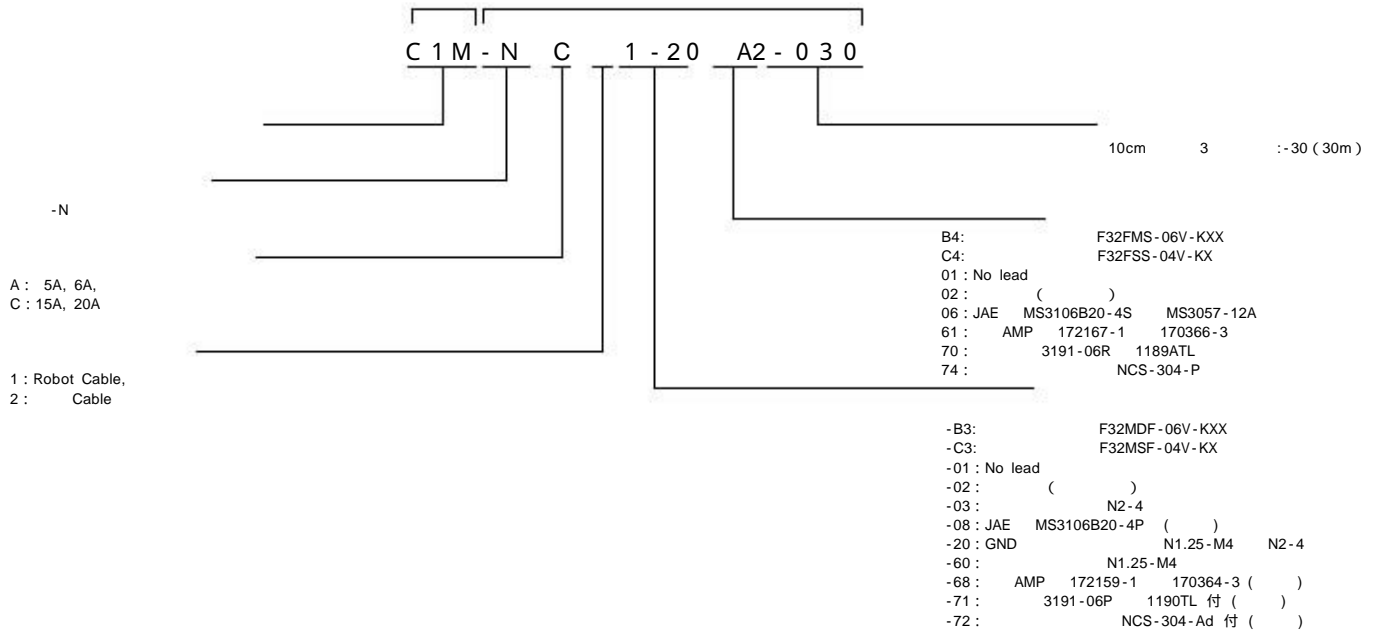 C1M-NC 1-20 A2-030
10cm 3 :-30 (30m)
-N
A: 5A, 6A,
C:15A, 20A
1:Robot Cable,
2: Cable
B4: F32FMS-06V-KXX
C4: F32FSS-04V-KX
01:No lead
02: ( )
06:JAE MS3106B20-4S MS3057-12A
61: AMP 172167-1 170366-3
70: 3191-06R 1189ATL
74: NCS-304-P
-B3: F32MDF-06V-KXX
-C3: F32MSF-04V-KX
-01:No lead
-02: ( )
-03: N2-4
-08:JAE MS3106B20-4P ( )
-20:GND N1.25-M4 N2-4
-60: N1.25-M4
-68: AMP 172159-1 170364-3 ( )
-71: 3191-06P 1190TL 付 ( )
-72: NCS-304-Ad 付 ( )